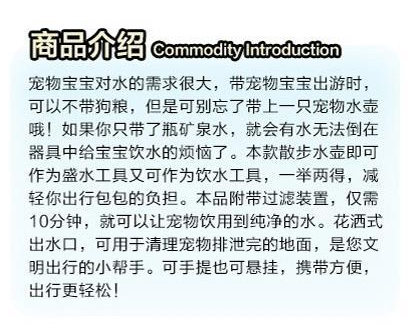 商品介绍 Commodity Introduction
宠物宝宝对水的需求很大，带宠物宝宝出游时，
可以不带狗粮，但是可别忘了带上一只宠物水壶
哦！如果你只带了瓶矿泉水，就会有水无法倒在
器具中给宝宝饮水的烦恼了。本款散步水壶即可
作为盛水工具又可作为饮水工具，一举两得，减
轻你出行包包的负担。本品附带过滤装置，仅需
10分钟，就可以让宠物饮用到纯净的水。花洒式
出水口，可用于清理宠物排泄完的地面，是您文
明出行的小帮手。可手提也可悬挂，携带方便，
出行更轻松！